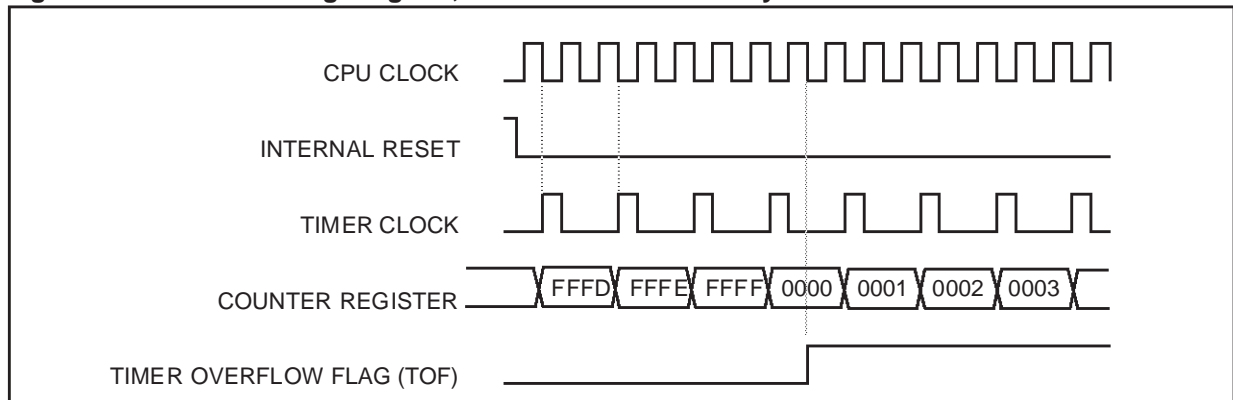 CPU CLOCK
INTERNAL RESET
TIMER CLOCK
FFFD FFFE FFFF 0000 0001 0002 0003
COUNTER REGISTER
TIMER OVERFLOW FLAG (TOF)